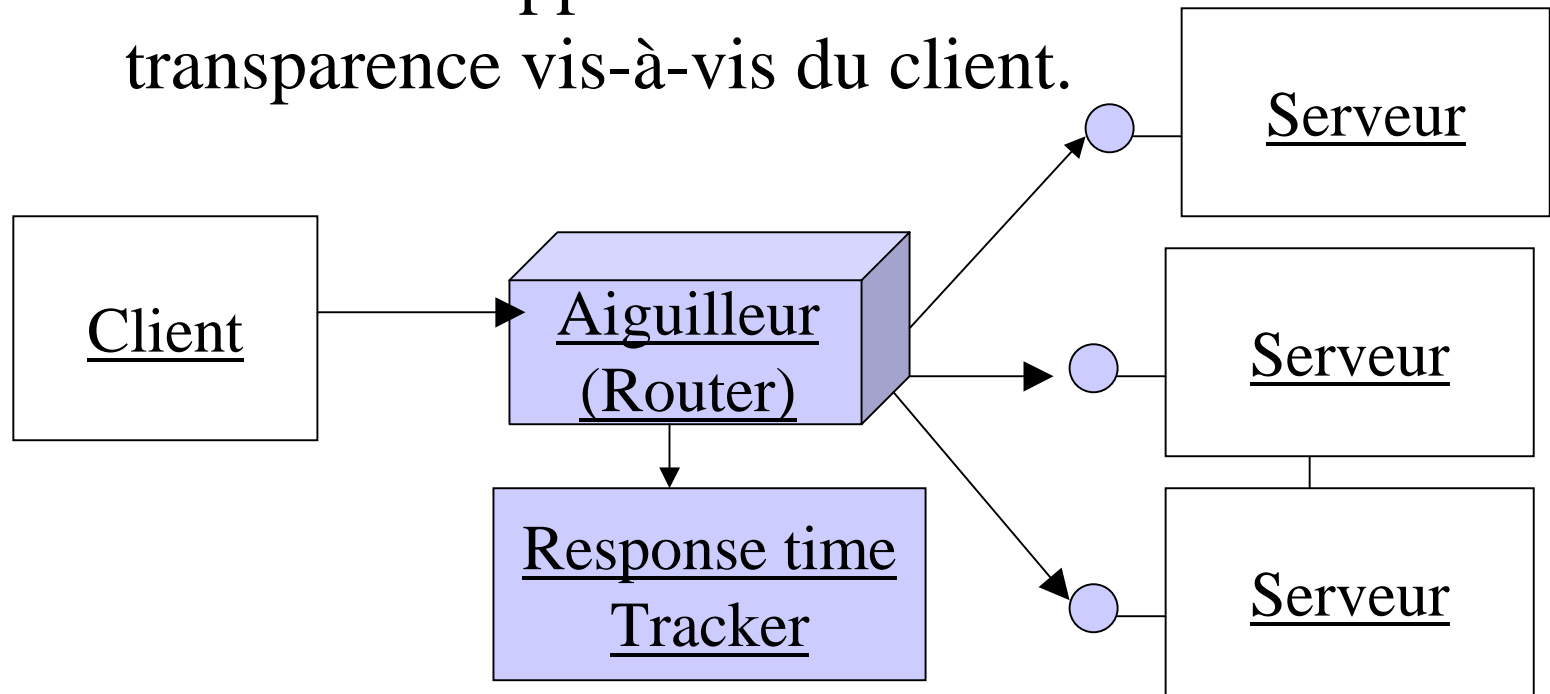 transparence vis-à-vis du client.
Serveur
Client
Aiguilleur
(Router)
Serveur
Response time
Tracker
Serveur